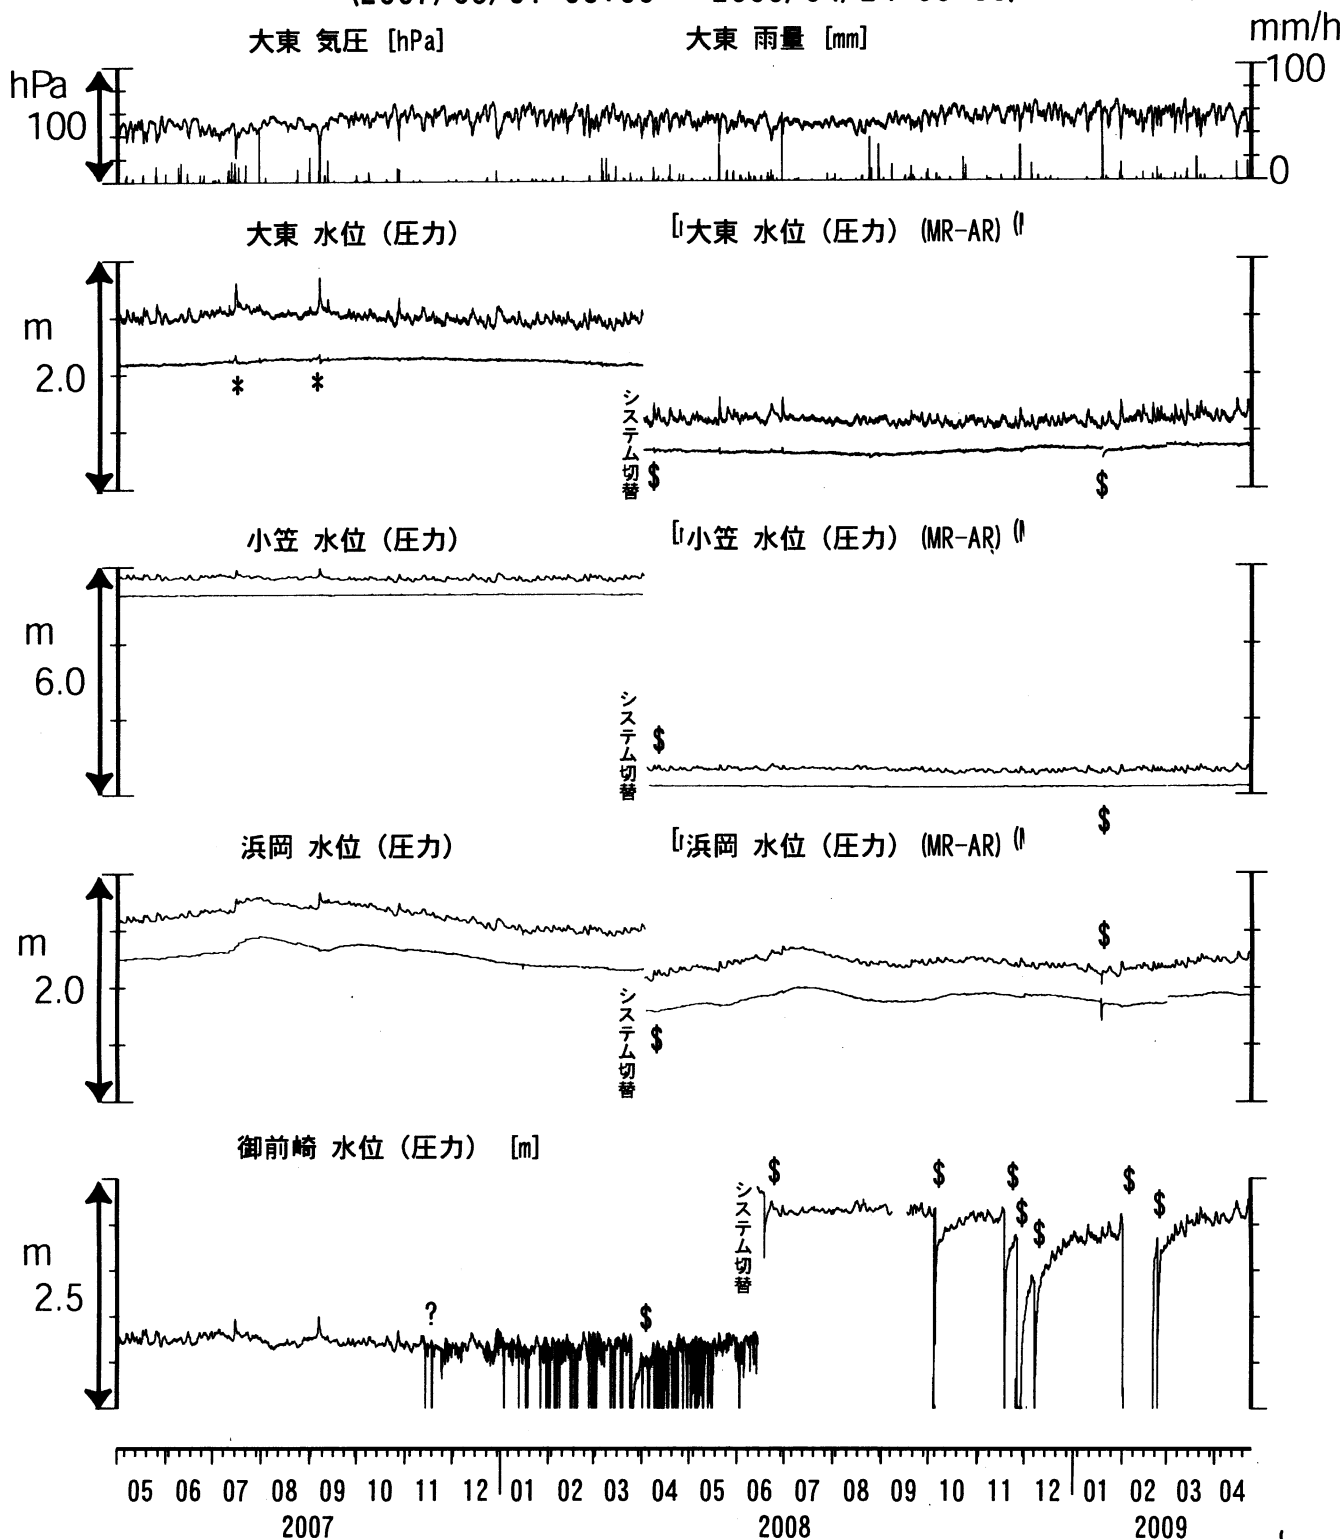 大東 気圧 [hPa] 大東 雨量 [mm] mm/h
hPa 100
100 0
大東 水位 (圧力) 大東 水位 (圧力) (MR-AR)
m
2.0
* *
システム切替
$ $
小笠 水位 (圧力) 小笠 水位 (圧力) (MR-AR)
m
6.0
システム切替
$ $
浜岡 水位 (圧力) 浜岡 水位 (圧力) (MR-AR)
m
2.0
システム切替
$ $
御前崎 水位 (圧力) [m]
m
2.5
システム切替
? $ $ $ $ $ $ $ $
05 06 07 08 09 10 11 12 01 02 03 04 05 06 07 08 09 10 11 12 01 02 03 04
2007 2008 2009